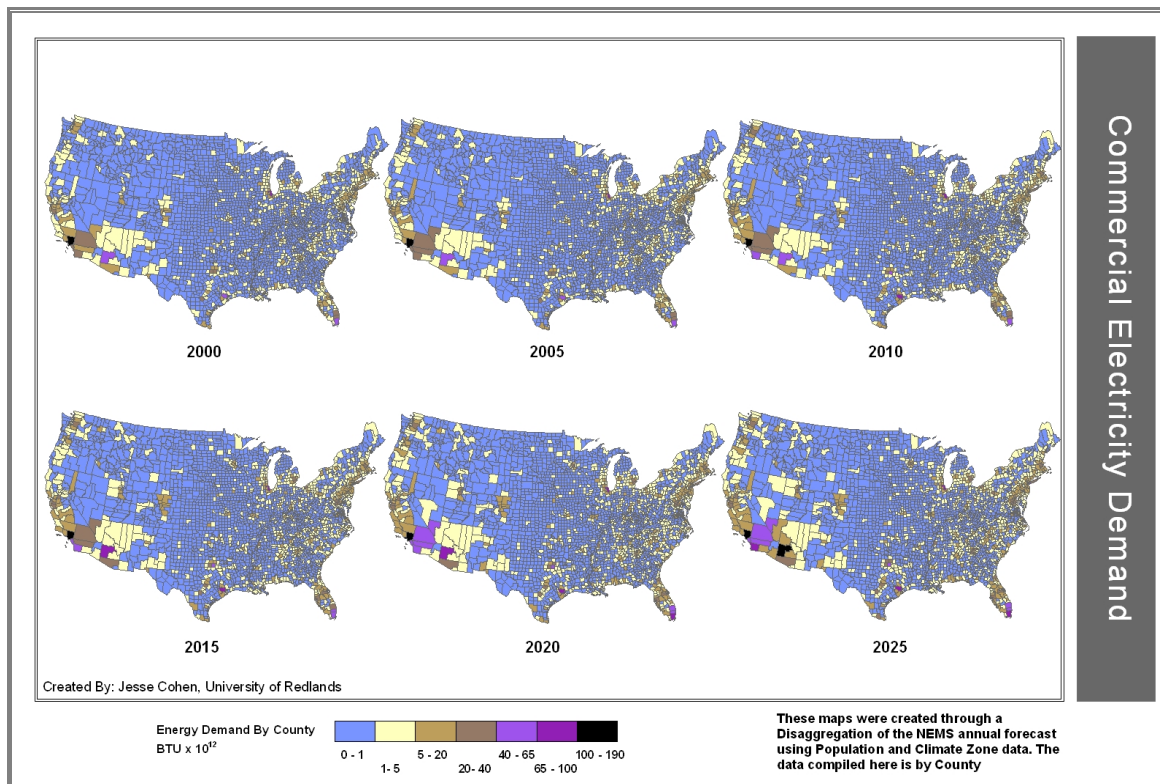 Commercial Electricity Demand
2000
2005
2010
2015
2020
2025
Created By: Jesse Cohen, University of Redlands
Energy Demand By County
BTU x 10¹²
0 - 1
1- 5
5 - 20
20- 40
40 - 65
65 - 100
100 - 190
These maps were created through a
Disaggregation of the NEMS annual forecast
using Population and Climate Zone data. The
data compiled here is by County